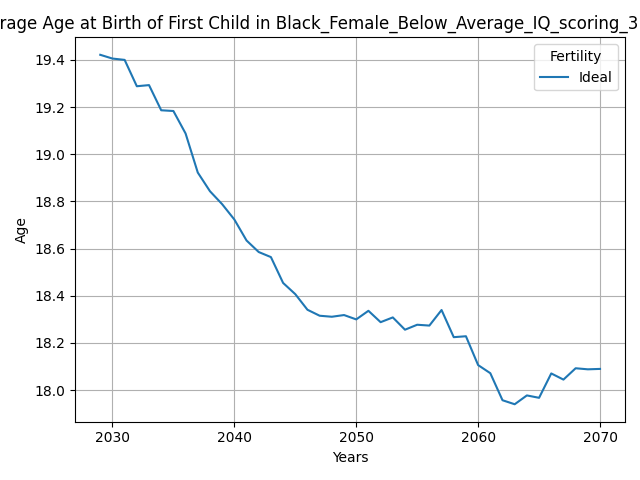 rage Age at Birth of First Child in Black_Female_Below_Average_IQ_scoring_3
Fertility
Ideal
19.4
19.2
19.0
18.8
18.6
18.4
18.2
18.0
Age
2030 2040 2050 2060 2070
Years